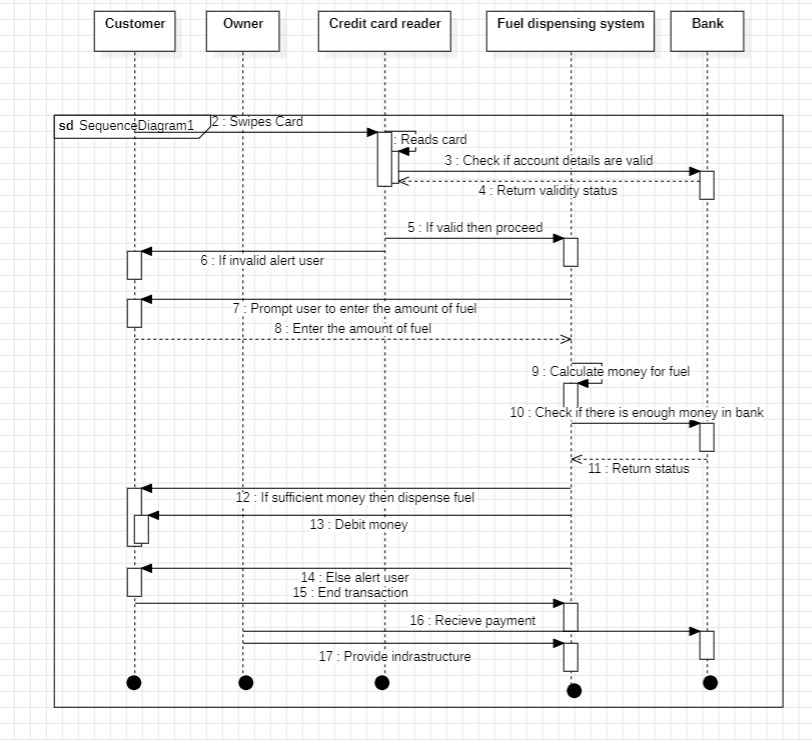 Customer
Owner
Credit card reader
Fuel dispensing system
Bank
sd SequenceDiagram1
2 : Swipes Card
: Reads card
3 : Check if account details are valid
4 : Return validity status
5 : If valid then proceed
6 : If invalid alert user
7 : Prompt user to enter the amount of fuel
8 : Enter the amount of fuel
9 : Calculate money for fuel
10 : Check if there is enough money in bank
11 : Return status
12 : If sufficient money then dispense fuel
13 : Debit money
14 : Else alert user
15 : End transaction
16 : Recieve payment
17 : Provide indrastructure